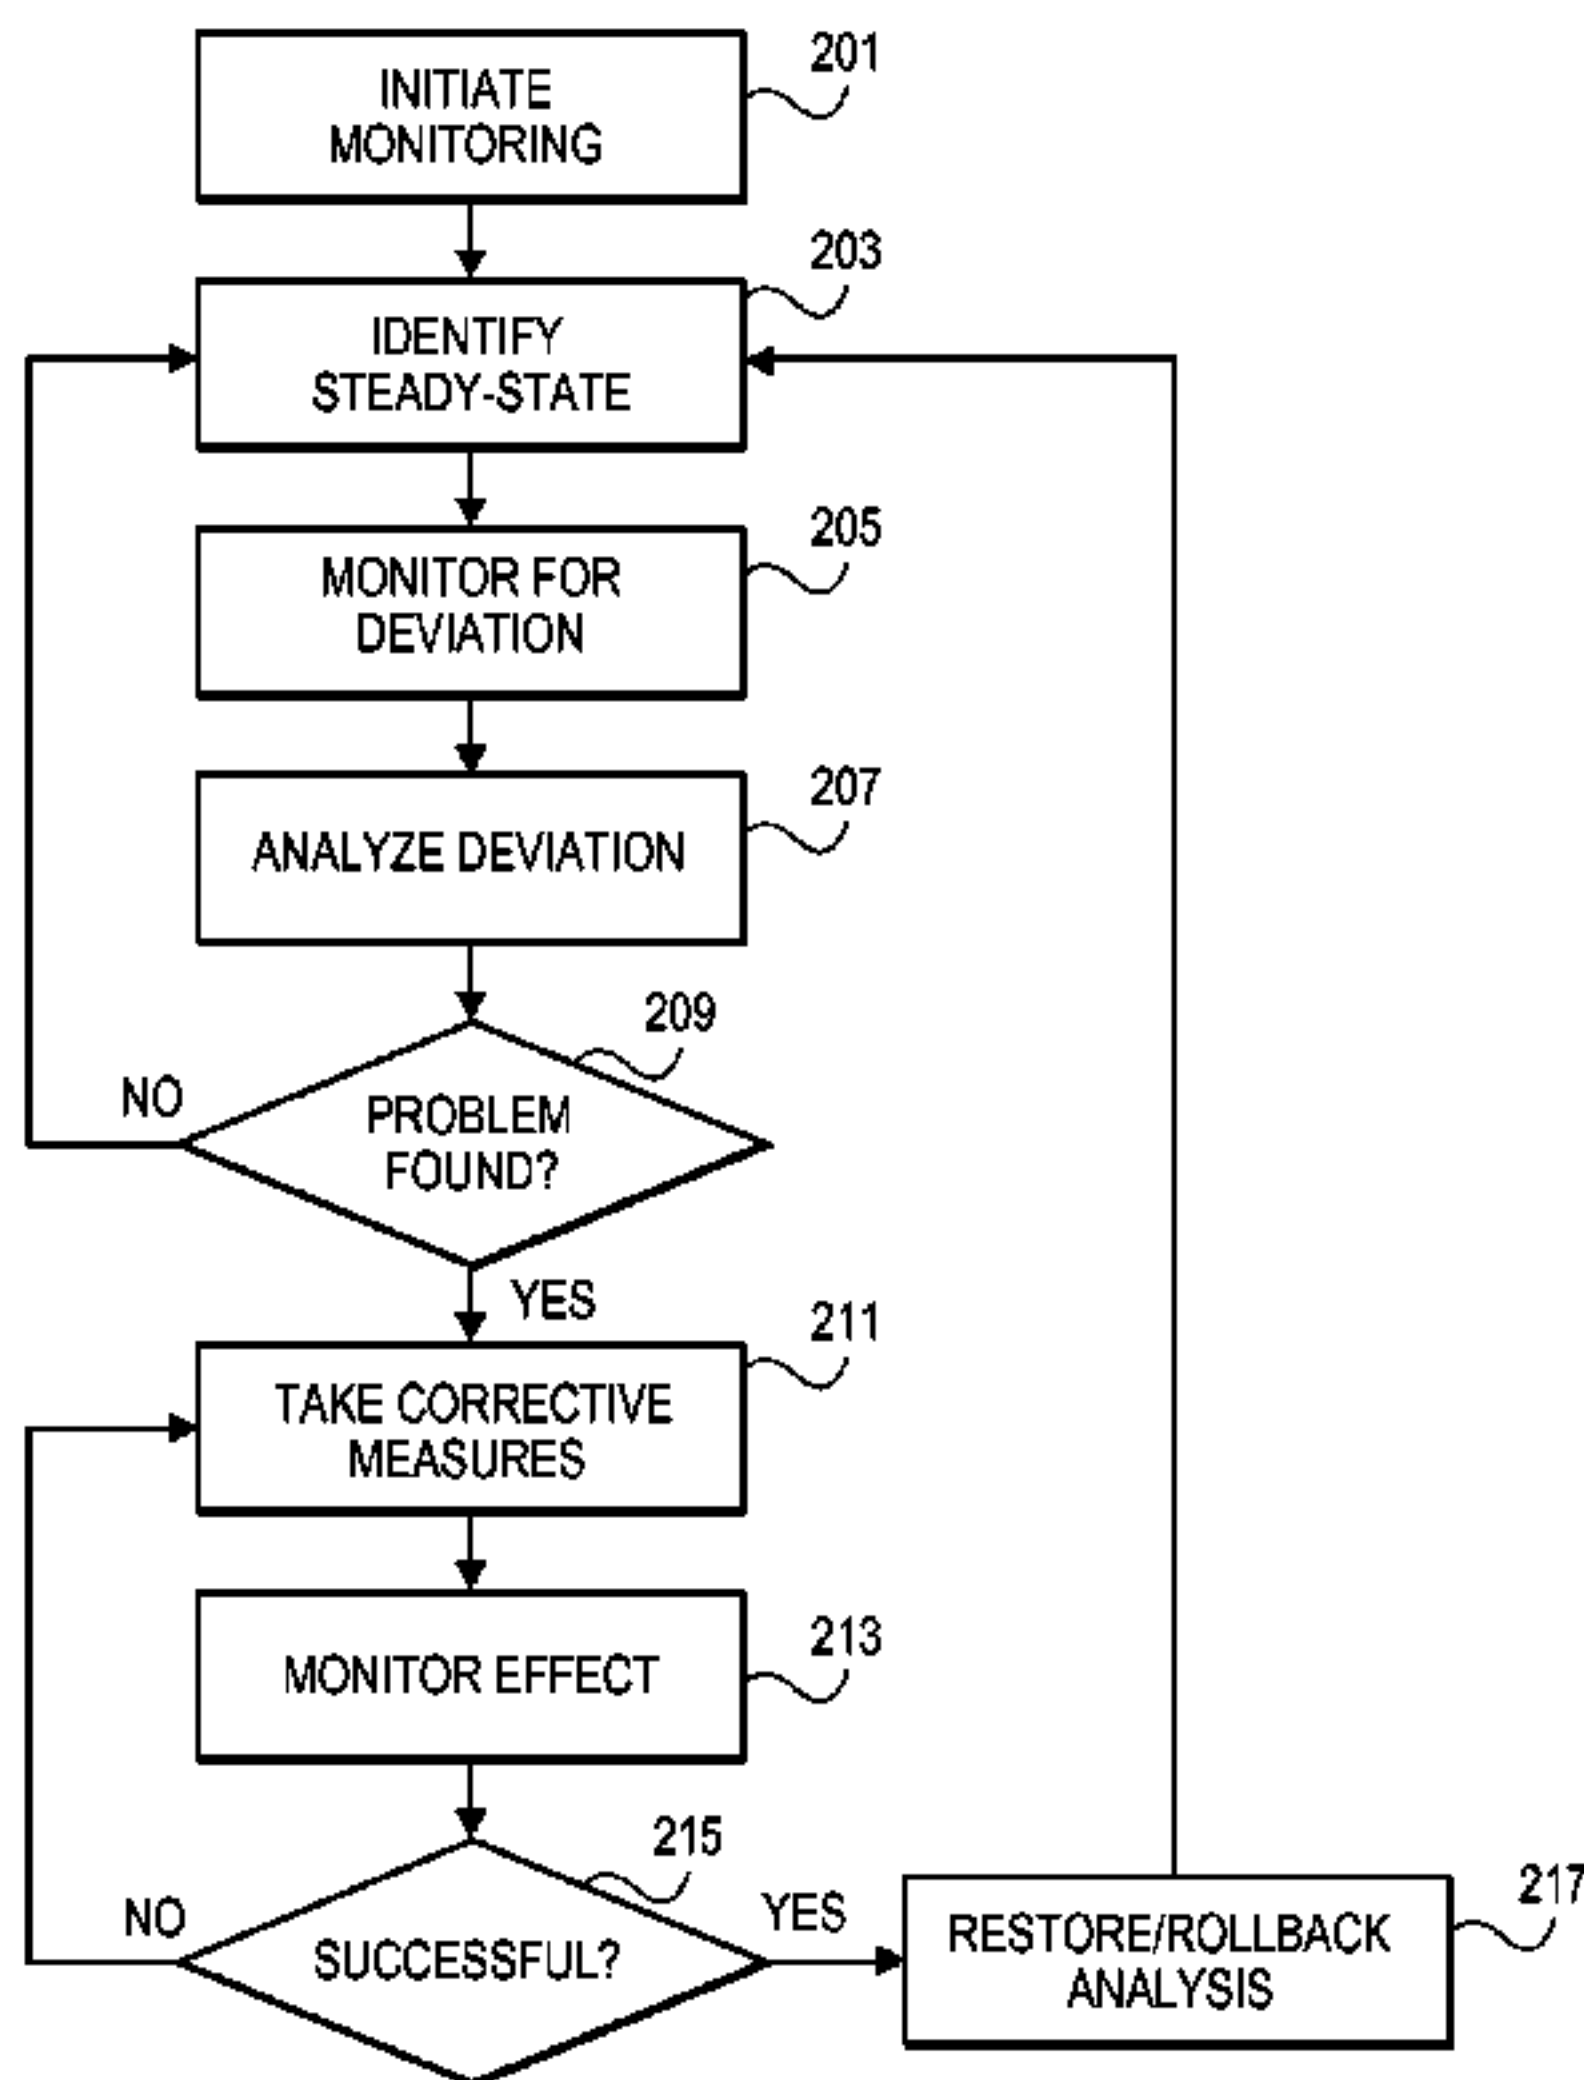 201
INITIATE
MONITORING
203
IDENTIFY
STEADY-STATE
205
MONITOR FOR
DEVIATION
207
ANALYZE DEVIATION
209
NO
PROBLEM
FOUND?
YES
211
TAKE CORRECTIVE
MEASURES
213
MONITOR EFFECT
215
NO
YES
217
SUCCESSFUL?
RESTORE/ROLLBACK
ANALYSIS